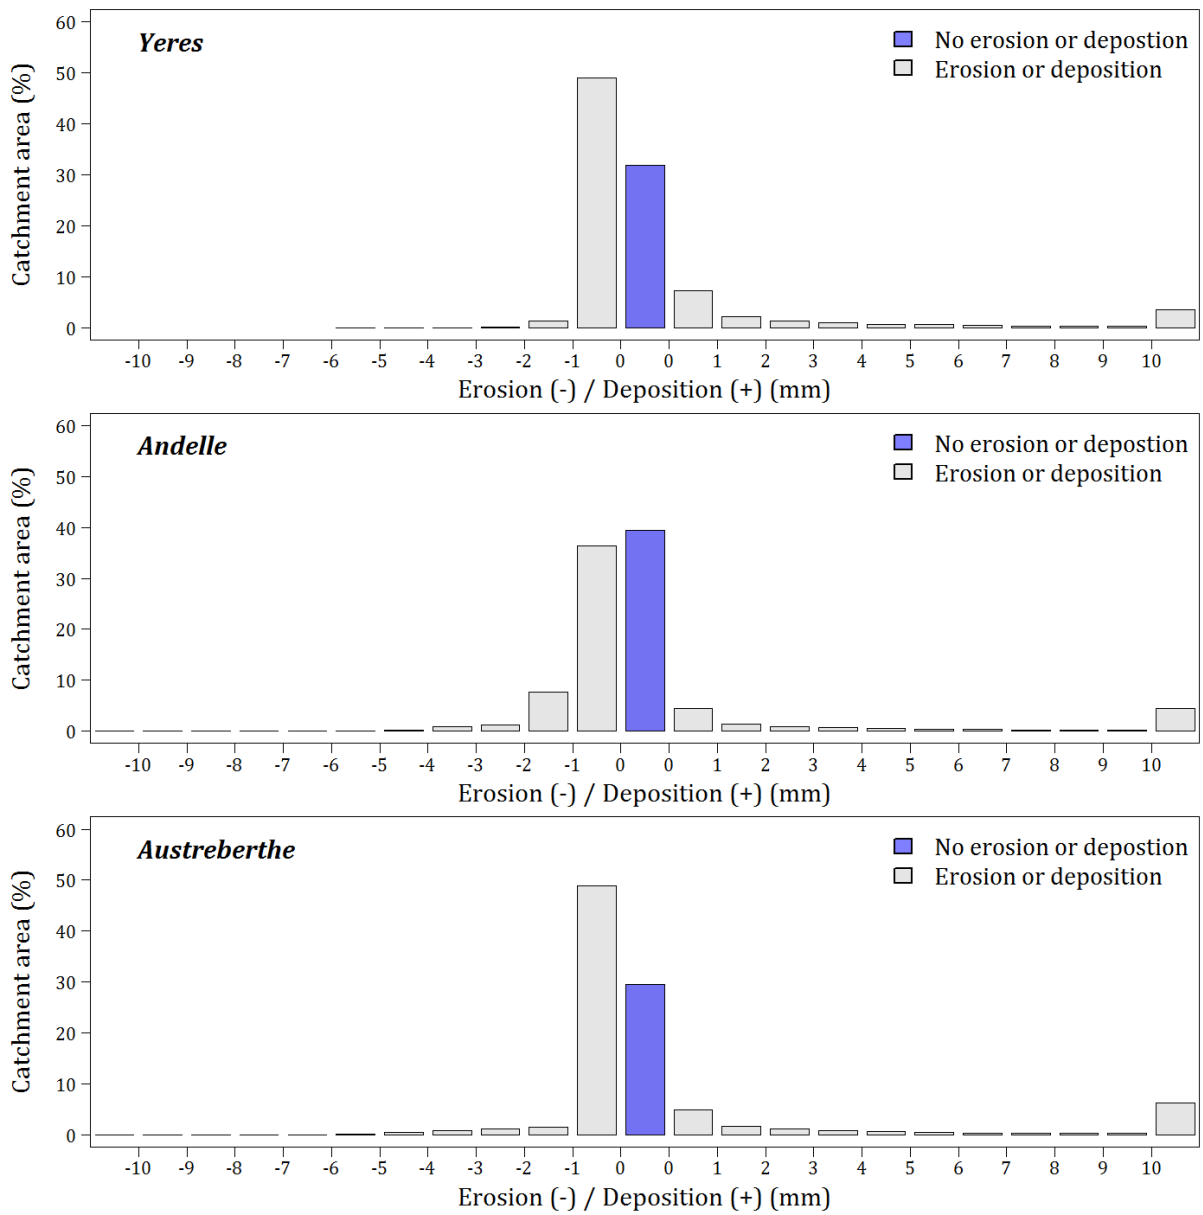 Yeres
No erosion or depostion
Erosion or deposition
Catchment area (%)
60
50
40
30
20
10
0
-10 -9 -8 -7 -6 -5 -4 -3 -2 -1 0 0 1 2 3 4 5 6 7 8 9 10
Erosion (-) / Deposition (+) (mm)
Andelle
No erosion or depostion
Erosion or deposition
Catchment area (%)
60
50
40
30
20
10
0
-10 -9 -8 -7 -6 -5 -4 -3 -2 -1 0 0 1 2 3 4 5 6 7 8 9 10
Erosion (-) / Deposition (+) (mm)
Austreberthe
No erosion or depostion
Erosion or deposition
Catchment area (%)
60
50
40
30
20
10
0
-10 -9 -8 -7 -6 -5 -4 -3 -2 -1 0 0 1 2 3 4 5 6 7 8 9 10
Erosion (-) / Deposition (+) (mm)